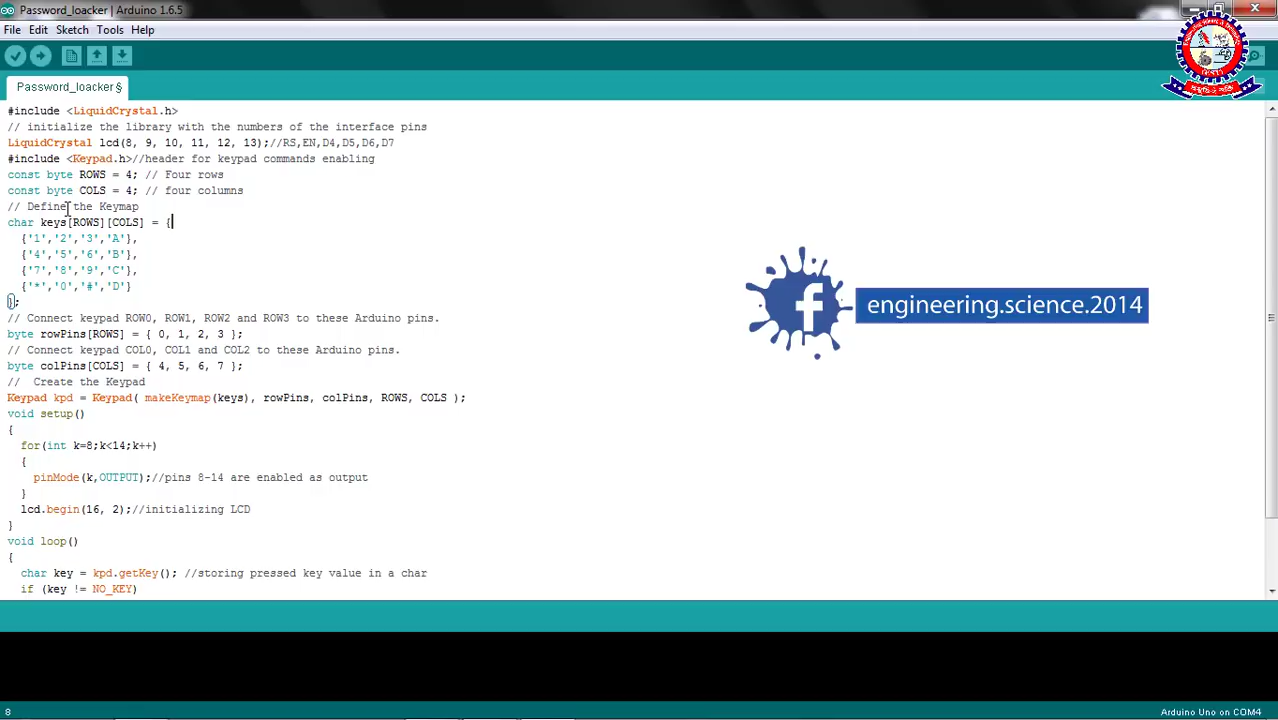 Password_loacker | Arduino 1.6.5
File Edit Sketch Tools Help
Password_loacker §
#include <LiquidCrystal.h>
// initialize the library with the numbers of the interface pins
LiquidCrystal lcd(8, 9, 10, 11, 12, 13);//RS,EN,D4,D5,D6,D7
#include <Keypad.h>//header for keypad commands enabling
const byte ROWS = 4; // Four rows
const byte COLS = 4; // four columns
// Define the Keymap
char keys[ROWS][COLS] = {
{'1','2','3','A'},
{'4','5','6','B'},
{'7','8','9','C'},
{'*','0','#','D'}
};
// Connect keypad ROW0, ROW1, ROW2 and ROW3 to these Arduino pins.
byte rowPins[ROWS] = { 0, 1, 2, 3 };
// Connect keypad COL0, COL1 and COL2 to these Arduino pins.
byte colPins[COLS] = { 4, 5, 6, 7 };
//  Create the Keypad
Keypad kpd = Keypad( makeKeymap(keys), rowPins, colPins, ROWS, COLS );
void setup()
{
for(int k=8;k<14;k++)
{
pinMode(k,OUTPUT);//pins 8-14 are enabled as output
}
lcd.begin(16, 2);//initializing LCD
}
void loop()
{
char key = kpd.getKey(); //storing pressed key value in a char
if (key != NO_KEY)
f engineering.science.2014
8
Arduino Uno on COM4